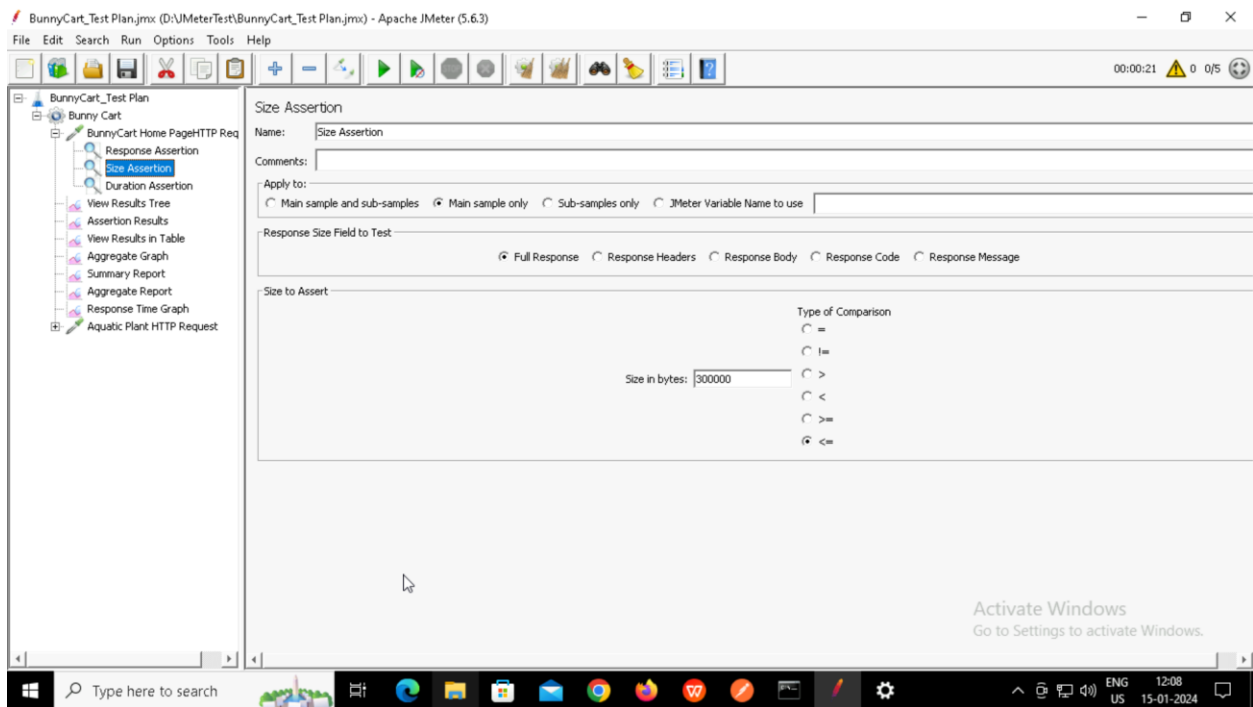 BunnyCart_Test Plan.jmx (D:\JMeterTest\BunnyCart_Test Plan.jmx) - Apache JMeter (5.6.3)
File Edit Search Run Options Tools Help
00:00:21 0 0/5
BunnyCart_Test Plan
Bunny Cart
BunnyCart Home PageHTTP Req
Response Assertion
Size Assertion
Duration Assertion
View Results Tree
Assertion Results
View Results in Table
Aggregate Graph
Summary Report
Aggregate Report
Response Time Graph
Aquatic Plant HTTP Request
Size Assertion
Name: Size Assertion
Comments:
Apply to:
Main sample and sub-samples Main sample only Sub-samples only JMeter Variable Name to use
Response Size Field to Test
Full Response Response Headers Response Body Response Code Response Message
Size to Assert
Type of Comparison
=
!=
Size in bytes: 300000 >
<
>=
<=
Activate Windows
Go to Settings to activate Windows.
Type here to search
ENG
US
12:08
15-01-2024